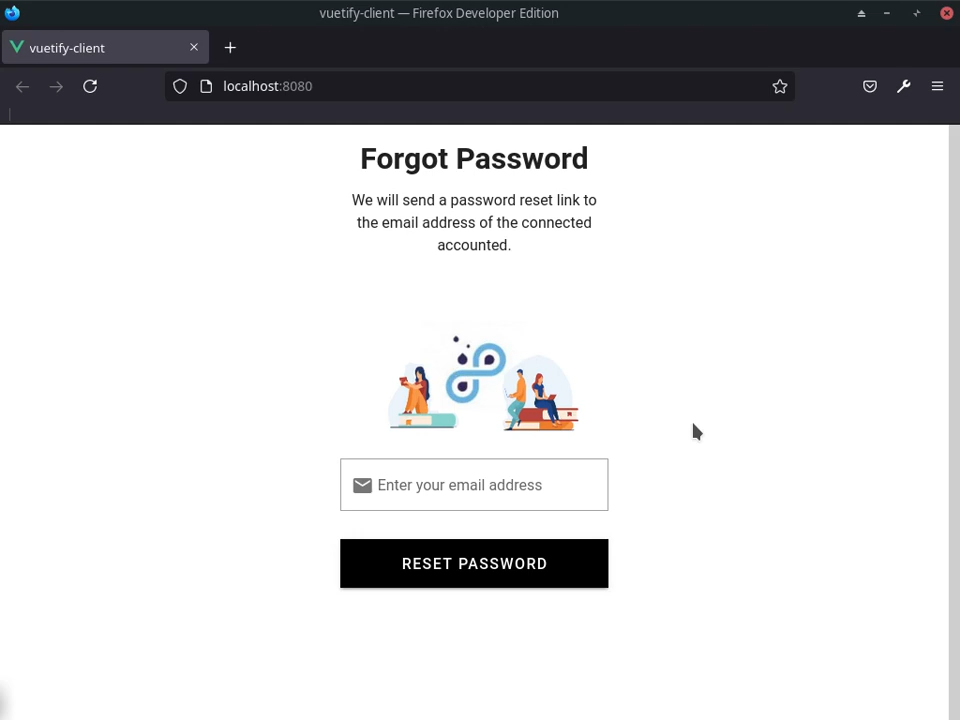 vuetify-client — Firefox Developer Edition
vuetify-client
localhost:8080
Forgot Password
We will send a password reset link to
the email address of the connected
accounted.
Enter your email address
RESET PASSWORD